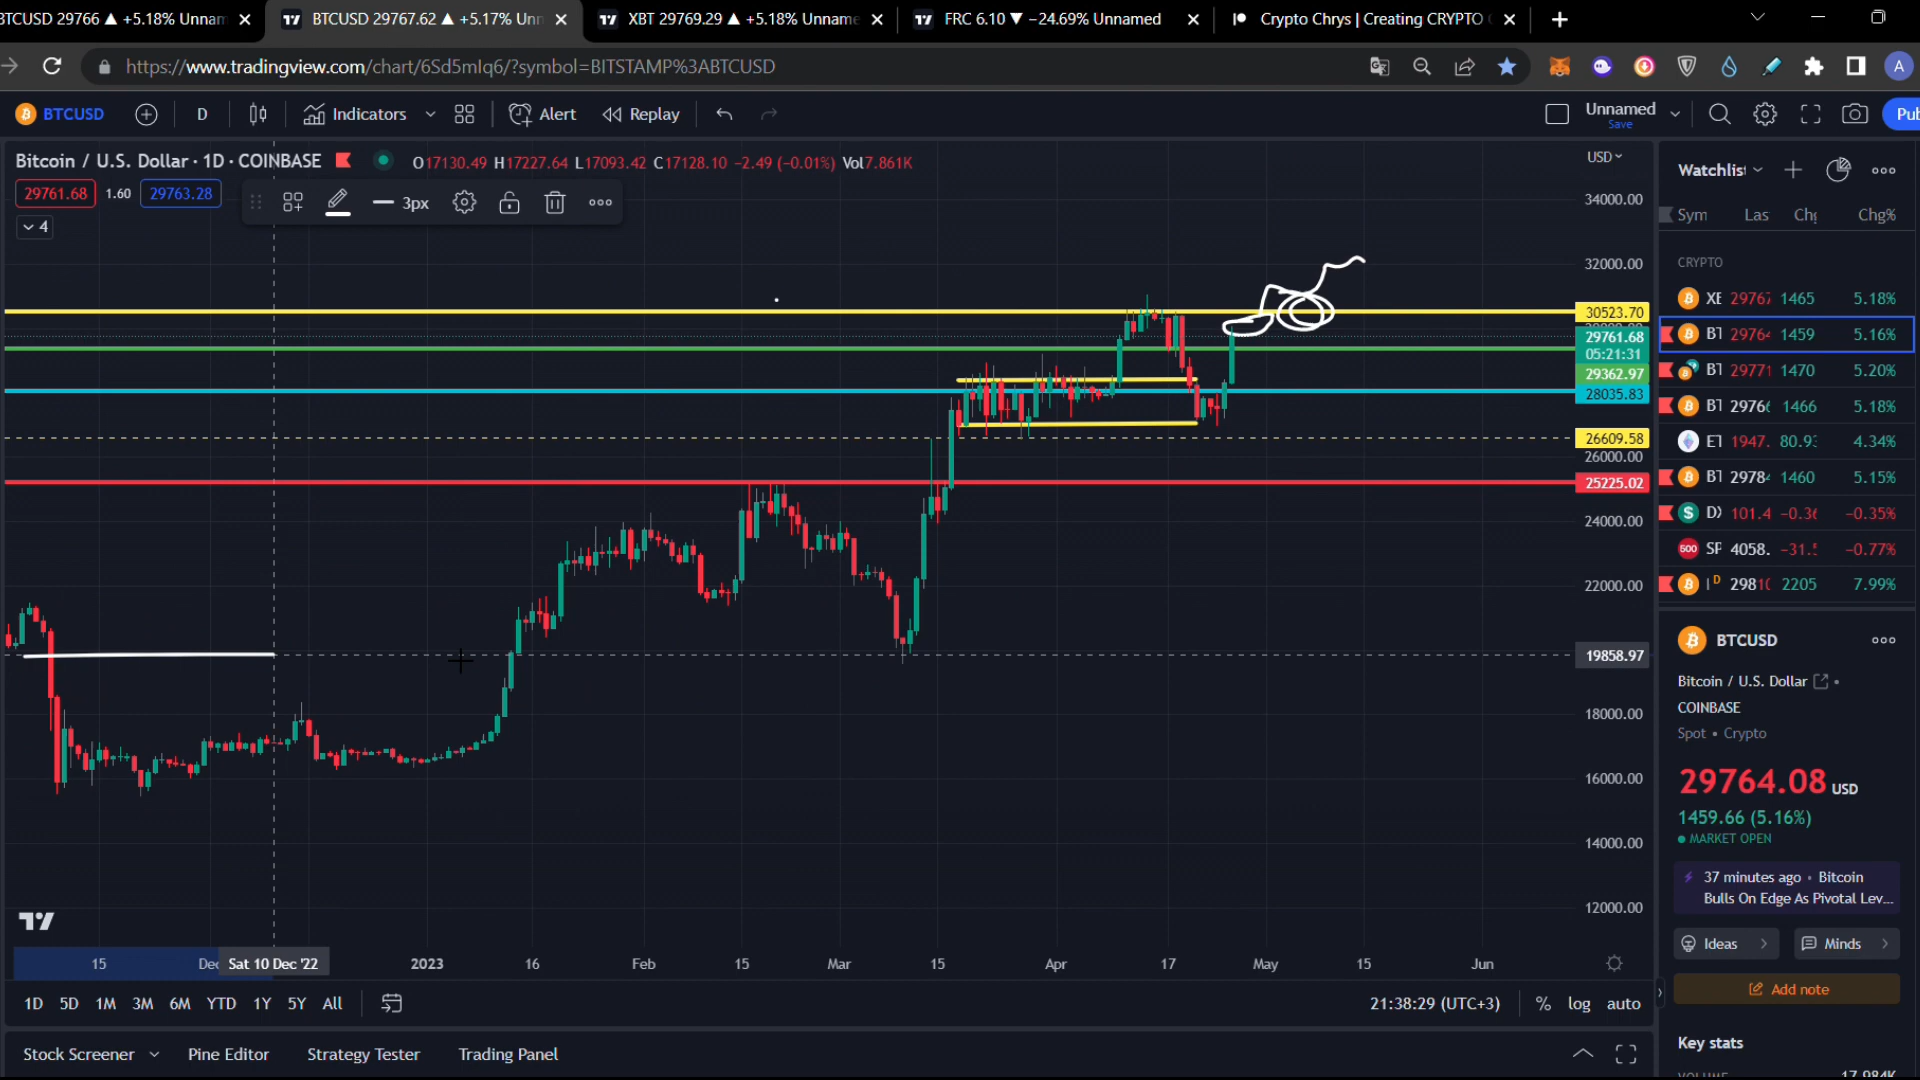 BTCUSD 29766 ▲ +5.18% Unnam
BTCUSD 29767.62 ▲ +5.17% Unn
XBT 29769.29 ▲ +5.18% Unname
FRC 6.10 ▼ −24.69% Unnamed
Crypto Chrys | Creating CRYPTO
https://www.tradingview.com/chart/6Sd5mIq6/?symbol=BITSTAMP%3ABTCUSD
A
BTCUSD
D
Indicators
Alert
Replay
Unnamed
Save
Pub
Bitcoin / U.S. Dollar · 1D · COINBASE
O17130.49 H17227.64 L17093.42 C17128.10 −2.49 (−0.01%) Vol7.861K
29761.68 1.60 29763.28
3px
4
USD
34000.00
32000.00
30523.70
29761.68
05:21:31
29362.97
28035.83
26609.58
26000.00
25225.02
24000.00
22000.00
19858.97
18000.00
16000.00
14000.00
12000.00
15 Dec Sat 10 Dec '22 2023 16 Feb 15 Mar 15 Apr 17 May 15 Jun
1D 5D 1M 3M 6M YTD 1Y 5Y All
21:38:29 (UTC+3) % log auto
Stock Screener Pine Editor Strategy Tester Trading Panel
Watchlist
Sym Las Chg Chg%
CRYPTO
1465 5.18%
1459 5.16%
29771 1470 5.20%
1466 5.18%
1947. 4.34%
1460 5.15%
101.4 −0.35%
500 4058. −31. −0.77%
2205 7.99%
BTCUSD
Bitcoin / U.S. Dollar
COINBASE
Spot • Crypto
29764.08 USD
1459.66 (5.16%)
MARKET OPEN
37 minutes ago • Bitcoin
Bulls On Edge As Pivotal Lev...
Ideas
Minds
Add note
Key stats